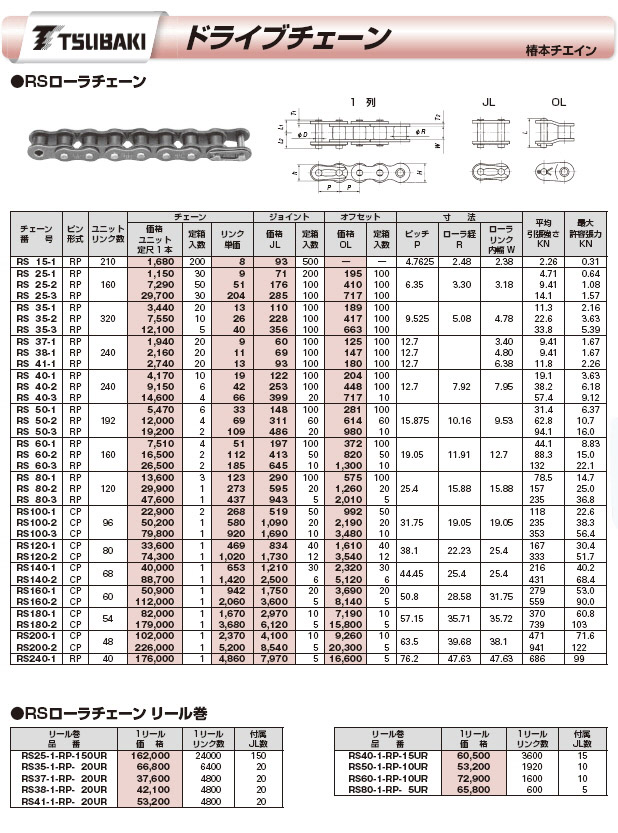 TSUBAKI ドライブチェーン 椿本チエイン
●RSローラチェーン
1 列 JL OL
T₁ T₂
L₁ L₂ φD φR W L
h H
P P
チェーン番号 ピン形式 ユニットリンク数 チェーン ジョイント オフセット 寸法 平均引張強さKN 最大許容張力KN
価格ユニット定尺1本 定箱入数 リンク単価 価格JL 定箱入数 価格OL 定箱入数 ピッチP ローラ経R ローラリンク内幅W
RS 15-1 RP 210 1,680 200 8 93 500 — — 4.7625 2.48 2.38 2.26 0.31
RS 25-1 RP 1,150 30 9 71 200 195 100 4.71 0.64
RS 25-2 RP 160 7,290 50 51 176 100 410 100 6.35 3.30 3.18 9.41 1.08
RS 25-3 RP 29,700 30 204 285 100 717 100 14.1 1.57
RS 35-1 RP 3,440 20 13 110 100 189 100 11.3 2.16
RS 35-2 RP 320 7,550 10 26 228 100 417 100 9.525 5.08 4.78 22.6 3.63
RS 35-3 RP 12,100 5 40 356 100 663 100 33.8 5.39
RS 37-1 RP 1,940 20 9 60 100 125 100 12.7 3.40 9.41 1.67
RS 38-1 RP 240 2,160 20 11 69 100 147 100 12.7 4.80 9.41 1.67
RS 41-1 RP 2,740 20 13 93 100 180 100 12.7 6.38 11.8 2.26
RS 40-1 RP 4,170 10 19 122 100 204 100 19.1 3.63
RS 40-2 RP 240 9,150 6 42 253 100 448 100 12.7 7.92 7.95 38.2 6.18
RS 40-3 RP 14,600 4 66 399 20 717 10 57.4 9.12
RS 50-1 RP 5,470 6 33 148 100 281 100 31.4 6.37
RS 50-2 RP 192 12,000 4 69 311 60 614 60 15.875 10.16 9.53 62.8 10.7
RS 50-3 RP 19,200 2 109 486 20 980 10 94.1 16.0
RS 60-1 RP 7,510 4 51 197 100 372 100 44.1 8.83
RS 60-2 RP 160 16,500 2 112 413 50 820 50 19.05 11.91 12.7 88.3 15.0
RS 60-3 RP 26,500 2 185 645 10 1,300 10 132 22.1
RS 80-1 RP 13,600 3 123 290 100 575 100 78.5 14.7
RS 80-2 RP 120 29,900 1 273 595 20 1,260 20 25.4 15.88 15.88 157 25.0
RS 80-3 RP 47,600 1 437 943 5 2,010 5 235 36.8
RS100-1 CP 22,900 2 268 519 50 992 50 118 22.6
RS100-2 CP 96 50,200 1 580 1,090 20 2,190 20 31.75 19.05 19.05 235 38.3
RS100-3 CP 79,800 1 920 1,690 10 3,480 10 353 56.4
RS120-1 CP 80 33,600 1 469 834 40 1,610 40 38.1 22.23 25.4 167 30.4
RS120-2 CP 74,300 1 1,020 1,730 12 3,540 12 333 51.7
RS140-1 CP 68 40,000 1 653 1,210 30 2,320 30 44.45 25.4 25.4 216 40.2
RS140-2 CP 88,700 1 1,420 2,500 6 5,120 6 431 68.4
RS160-1 CP 60 50,900 1 942 1,750 20 3,690 20 50.8 28.58 31.75 279 53.0
RS160-2 CP 112,000 1 2,060 3,600 5 8,140 5 559 90.0
RS180-1 CP 54 82,000 1 1,670 2,970 10 7,190 10 57.15 35.71 35.72 370 60.8
RS180-2 CP 179,000 1 3,680 6,120 5 15,800 5 739 103
RS200-1 CP 48 102,000 1 2,370 4,100 10 9,260 10 63.5 39.68 38.1 471 71.6
RS200-2 CP 226,000 1 5,200 8,540 5 20,300 5 941 122
RS240-1 RP 40 176,000 1 4,860 7,970 5 16,600 5 76.2 47.63 47.63 686 99
●RSローラチェーン リール巻
リール巻品番 1リール価格 1リールリンク数 付属JL数
RS25-1-RP-150UR 162,000 24000 150
RS35-1-RP- 20UR 66,800 6400 20
RS37-1-RP- 20UR 37,600 4800 20
RS38-1-RP- 20UR 42,100 4800 20
RS41-1-RP- 20UR 53,200 4800 20
リール巻品番 1リール価格 1リールリンク数 付属JL数
RS40-1-RP-15UR 60,500 3600 15
RS50-1-RP-10UR 53,200 1920 10
RS60-1-RP-10UR 72,900 1600 10
RS80-1-RP- 5UR 65,800 600 5